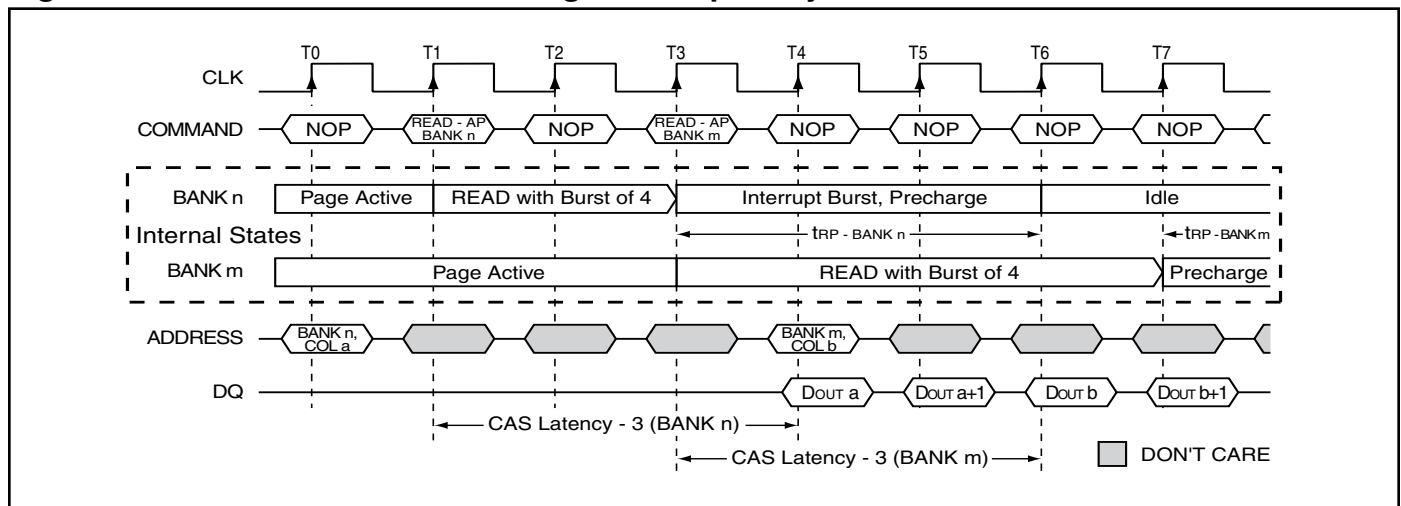 T0 T1 T2 T3 T4 T5 T6 T7
CLK
COMMAND NOP READ - AP BANK n NOP READ - AP BANK m NOP NOP NOP NOP
BANK n Page Active READ with Burst of 4 Interrupt Burst, Precharge Idle
Internal States tRP - BANK n tRP - BANK m
BANK m Page Active READ with Burst of 4 Precharge
ADDRESS BANK n, COL a BANK m, COL b
DQ DOUT a DOUT a+1 DOUT b DOUT b+1
CAS Latency - 3 (BANK n)
CAS Latency - 3 (BANK m) DON'T CARE